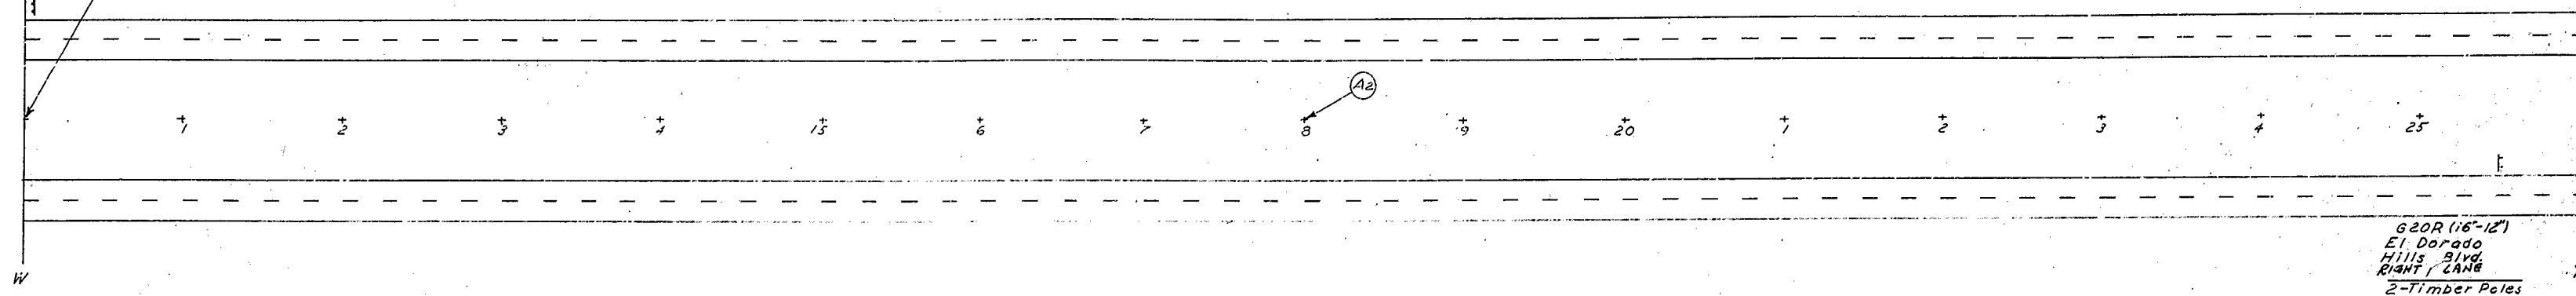 A2
1 2 3 4 15 6 7 8 9 20 1 2 3 4 25
G20R (16"-12")
El Dorado
Hills Blvd.
RIGHT LANE
2-Timber Poles
W